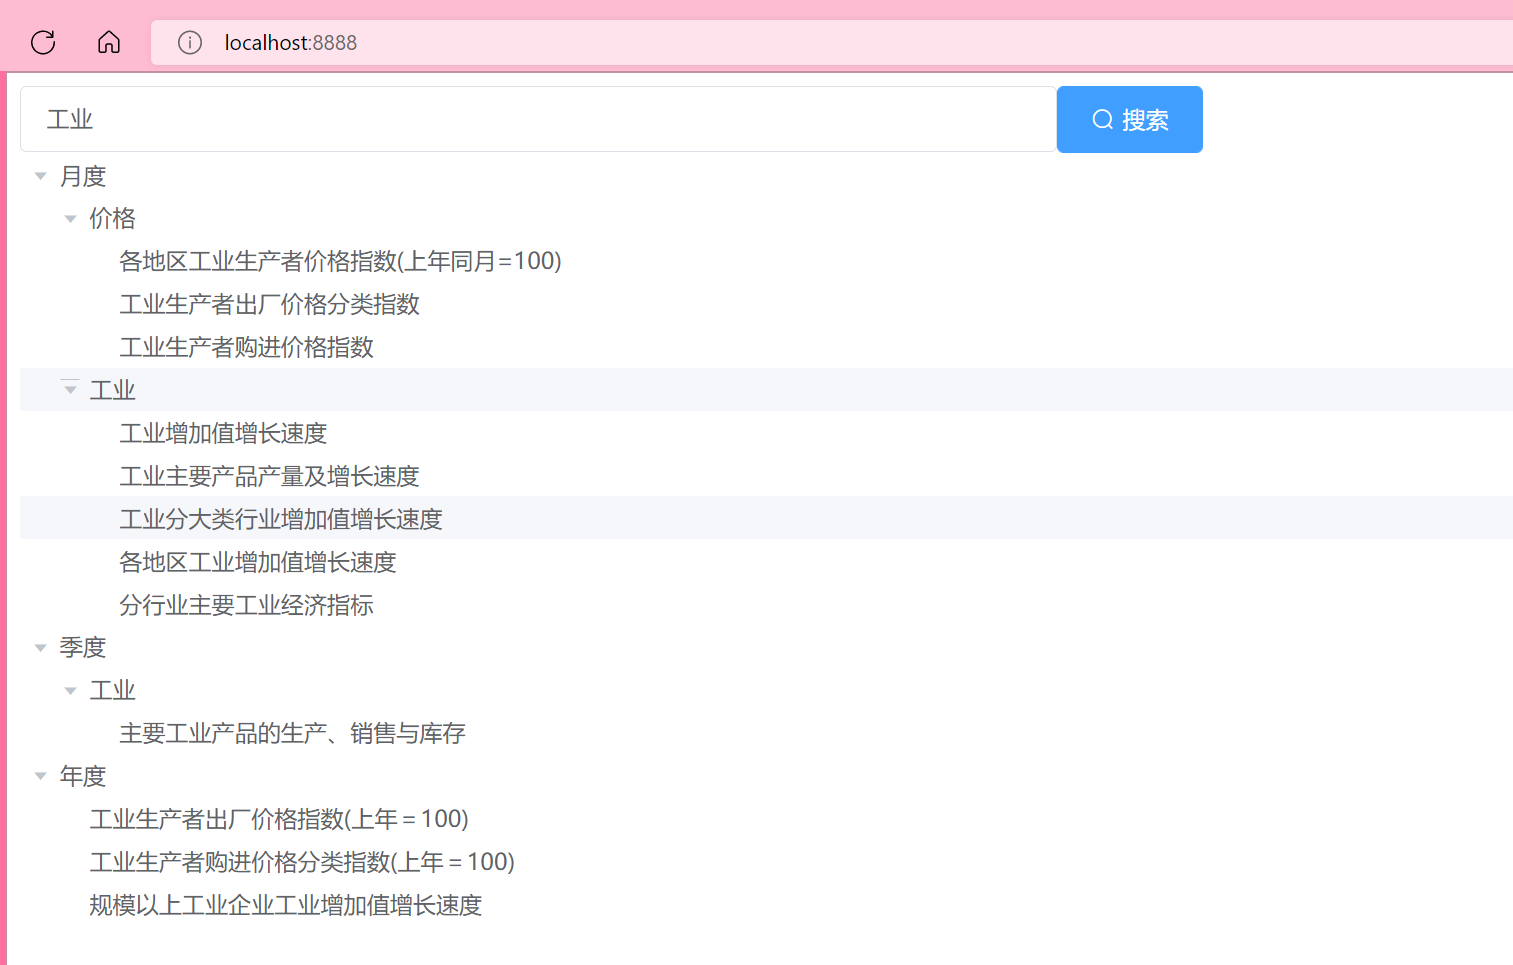 localhost:8888
工业
搜索
月度
价格
各地区工业生产者价格指数(上年同月=100)
工业生产者出厂价格分类指数
工业生产者购进价格指数
工业
工业增加值增长速度
工业主要产品产量及增长速度
工业分大类行业增加值增长速度
各地区工业增加值增长速度
分行业主要工业经济指标
季度
工业
主要工业产品的生产、销售与库存
年度
工业生产者出厂价格指数(上年＝100)
工业生产者购进价格分类指数(上年＝100)
规模以上工业企业工业增加值增长速度